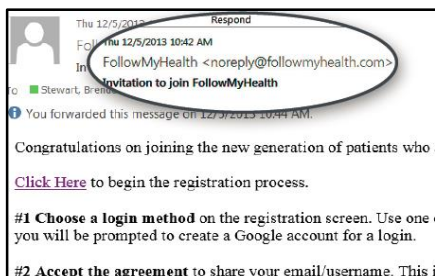 Respond
Thu 12/5/2013
Thu 12/5/2013 10:42 AM
FollowMyHealth <noreply@followmyhealth.com>
Invitation to join FollowMyHealth
To Stewart,
You forwarded this message on 12/5/2013 10:44 AM.
Congratulations on joining the new generation of patients who
Click Here to begin the registration process.
#1 Choose a login method on the registration screen. Use one
you will be prompted to create a Google account for a login.
#2 Accept the agreement to share your email/username. This